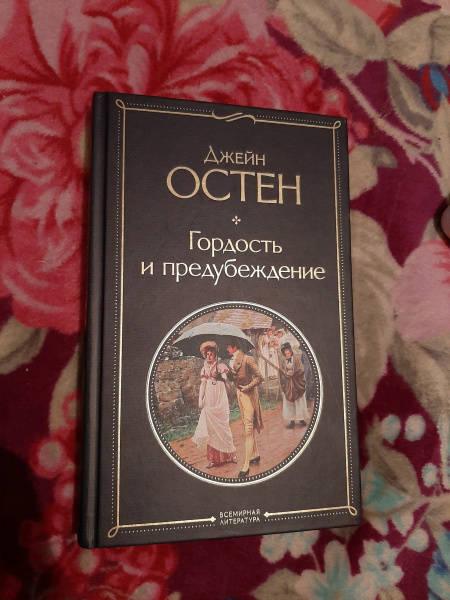 ДЖЕЙН
ОСТЕН
Гордость
и предубеждение
ВСЕМИРНАЯ
ЛИТЕРАТУРА